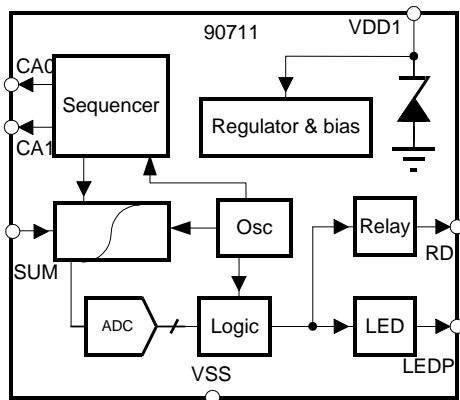 90711
VDD1
CA0
Sequencer
CA1
Regulator & bias
SUM
Osc
Relay
RD
ADC
Logic
LED
LEDP
VSS